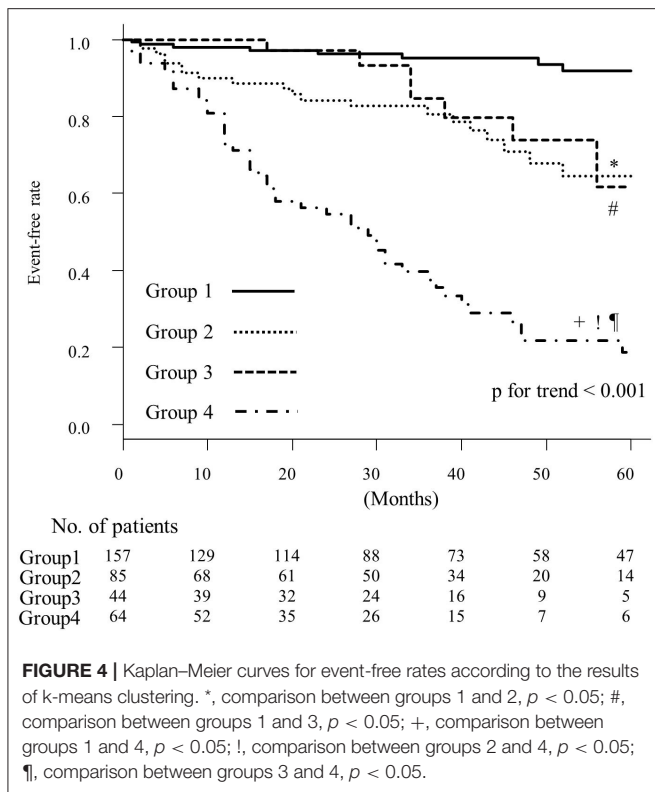 1.0
0.8
0.6
0.4
0.2
0.0
Event-free rate
*
#
+ ! ¶
Group 1
Group 2
Group 3
Group 4
p for trend < 0.001
0 10 20 30 40 50 60
(Months)
No. of patients
Group1 157 129 114 88 73 58 47
Group2 85 68 61 50 34 20 14
Group3 44 39 32 24 16 9 5
Group4 64 52 35 26 15 7 6
FIGURE 4 | Kaplan–Meier curves for event-free rates according to the results
of k-means clustering. *, comparison between groups 1 and 2, p < 0.05; #,
comparison between groups 1 and 3, p < 0.05; +, comparison between
groups 1 and 4, p < 0.05; !, comparison between groups 2 and 4, p < 0.05;
¶, comparison between groups 3 and 4, p < 0.05.